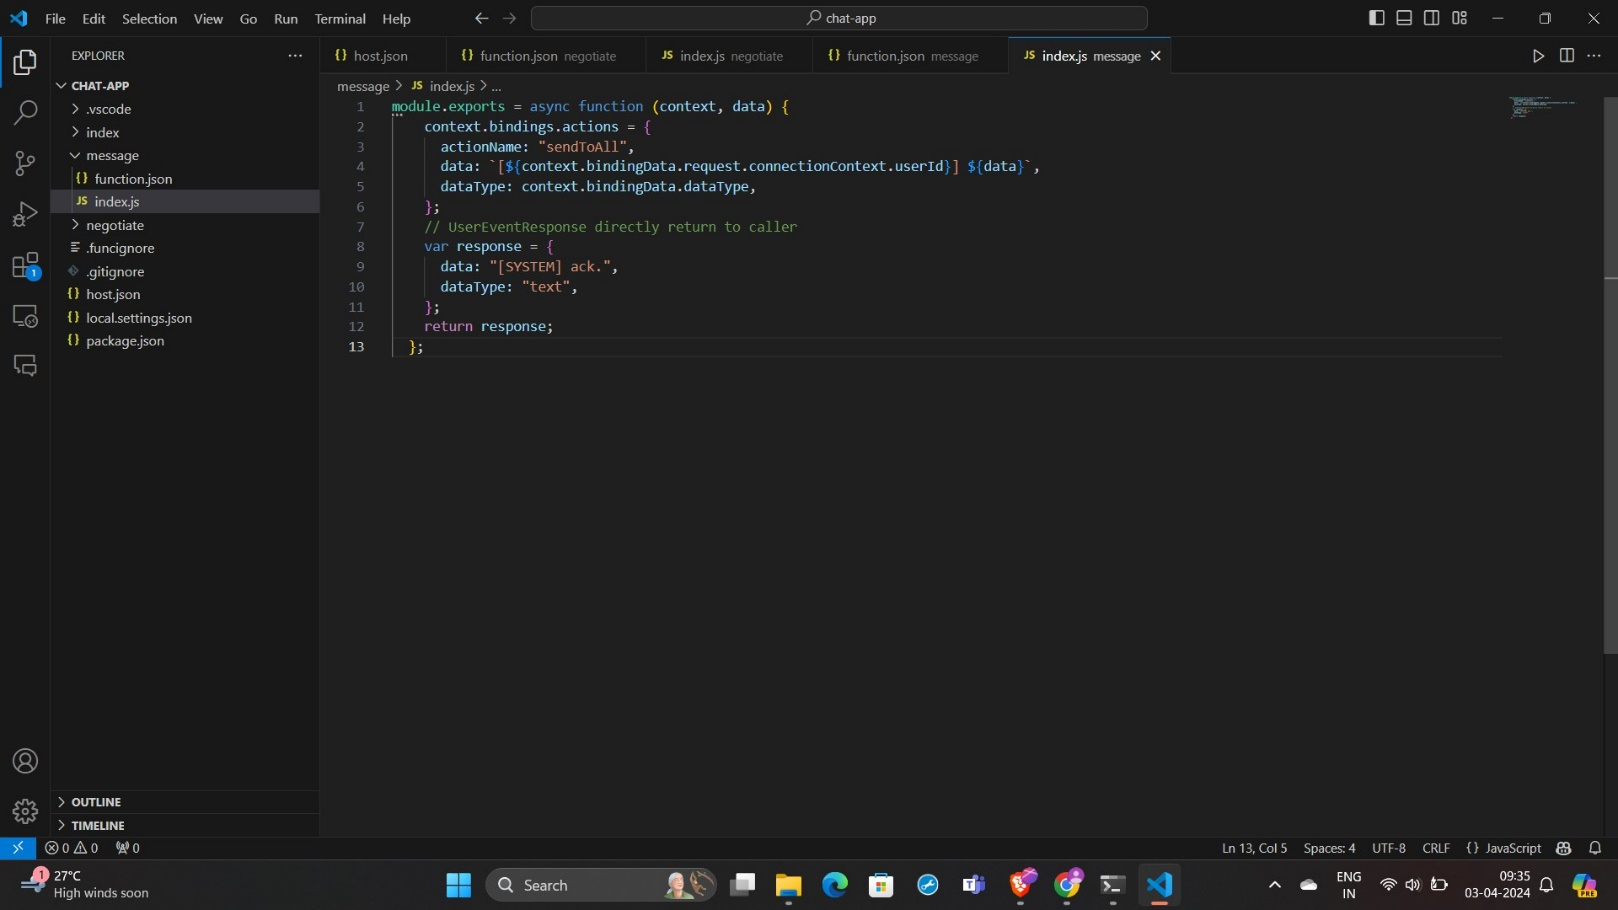 File Edit Selection View Go Run Terminal Help
chat-app
EXPLORER
CHAT-APP
.vscode
index
message
function.json
index.js
negotiate
.funcignore
.gitignore
host.json
local.settings.json
package.json
OUTLINE
TIMELINE
host.json
function.json negotiate
index.js negotiate
function.json message
index.js message
message > JS index.js > ...
1 module.exports = async function (context, data) {
2 context.bindings.actions = {
3 actionName: "sendToAll",
4 data: `[${context.bindingData.request.connectionContext.userId}] ${data}`,
5 dataType: context.bindingData.dataType,
6 };
7 // UserEventResponse directly return to caller
8 var response = {
9 data: "[SYSTEM] ack.",
10 dataType: "text",
11 };
12 return response;
13 };
0 0 0
Ln 13, Col 5 Spaces: 4 UTF-8 CRLF {} JavaScript
1
27°C
High winds soon
Search
ENG
IN
09:35
03-04-2024
PRE